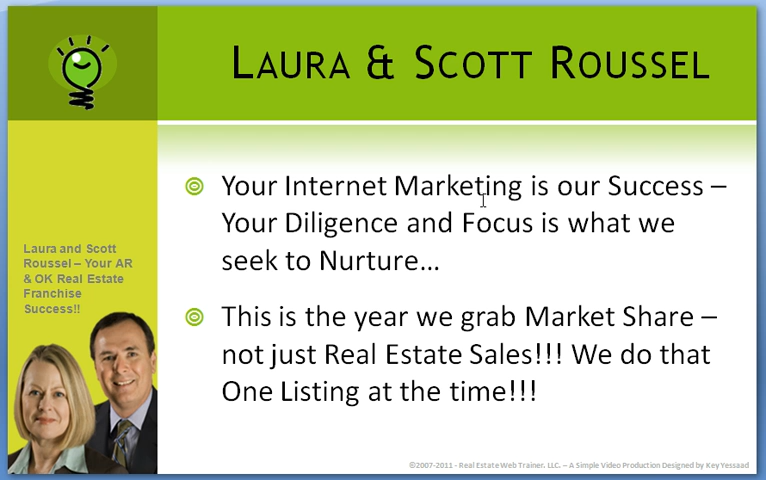 LAURA & SCOTT ROUSSEL
Your Internet Marketing is our Success –
Your Diligence and Focus is what we
seek to Nurture...
This is the year we grab Market Share –
not just Real Estate Sales!!! We do that
One Listing at the time!!!
Laura and Scott
Roussel – Your AR
& OK Real Estate
Franchise
Success!!
©2007-2011 - Real Estate Web Trainer, LLC. – A Simple Video Production Designed by Key Yessaad